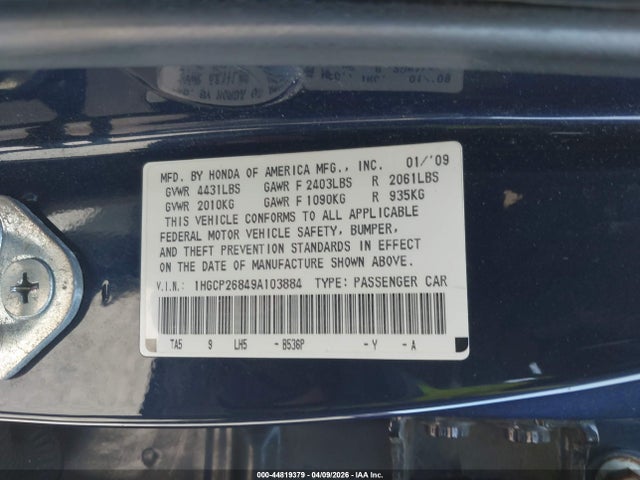 MFD. BY HONDA OF AMERICA MFG., INC. 01/'09
GVWR 4431LBS GAWR F 2403LBS R 2061LBS
GVWR 2010KG GAWR F 1090KG R 935KG
THIS VEHICLE CONFORMS TO ALL APPLICABLE
FEDERAL MOTOR VEHICLE SAFETY, BUMPER,
AND THEFT PREVENTION STANDARDS IN EFFECT
ON THE DATE OF MANUFACTURE SHOWN ABOVE.
V.I.N.: 1HGCP26849A103884 TYPE: PASSENGER CAR
TA5 9 LH5 - B536P - Y - A
000-44819379 | 04/09/2026 - IAA Inc.